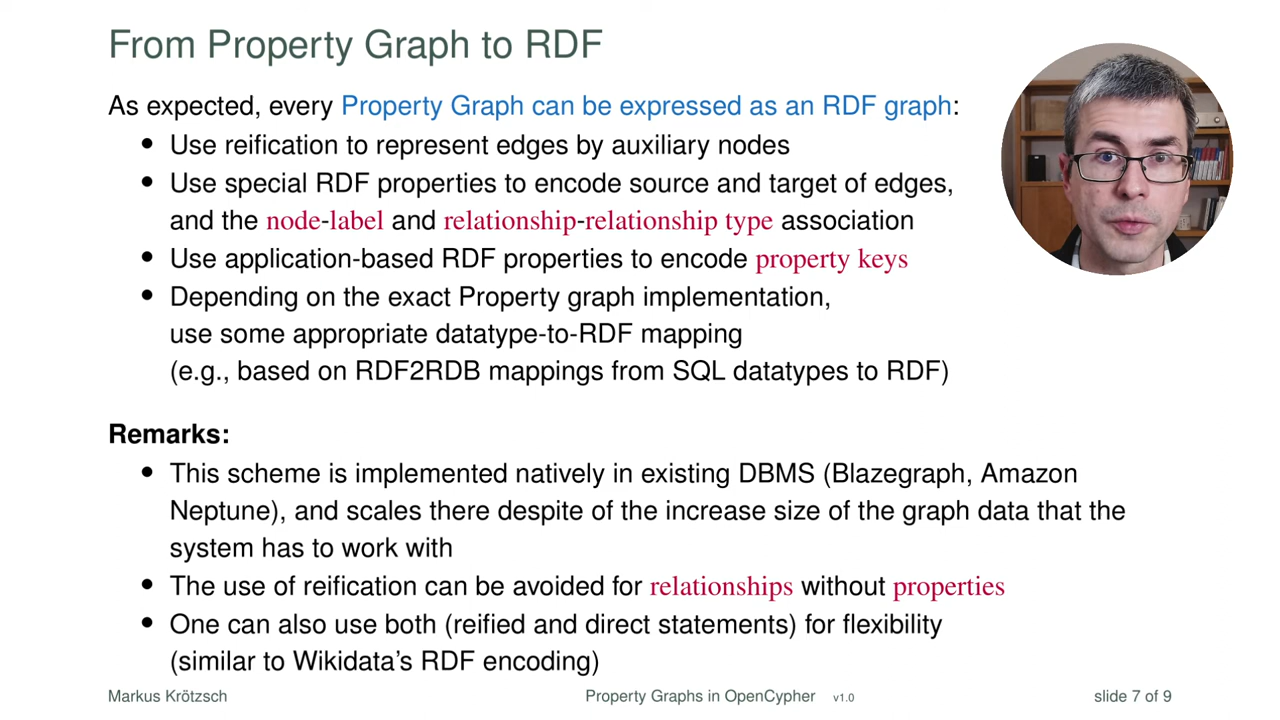 From Property Graph to RDF
As expected, every Property Graph can be expressed as an RDF graph:
• Use reification to represent edges by auxiliary nodes
• Use special RDF properties to encode source and target of edges,
and the node-label and relationship-relationship type association
• Use application-based RDF properties to encode property keys
• Depending on the exact Property graph implementation,
use some appropriate datatype-to-RDF mapping
(e.g., based on RDF2RDB mappings from SQL datatypes to RDF)
Remarks:
• This scheme is implemented natively in existing DBMS (Blazegraph, Amazon
Neptune), and scales there despite of the increase size of the graph data that the
system has to work with
• The use of reification can be avoided for relationships without properties
• One can also use both (reified and direct statements) for flexibility
(similar to Wikidata's RDF encoding)
Markus Krötzsch Property Graphs in OpenCypher v1.0 slide 7 of 9